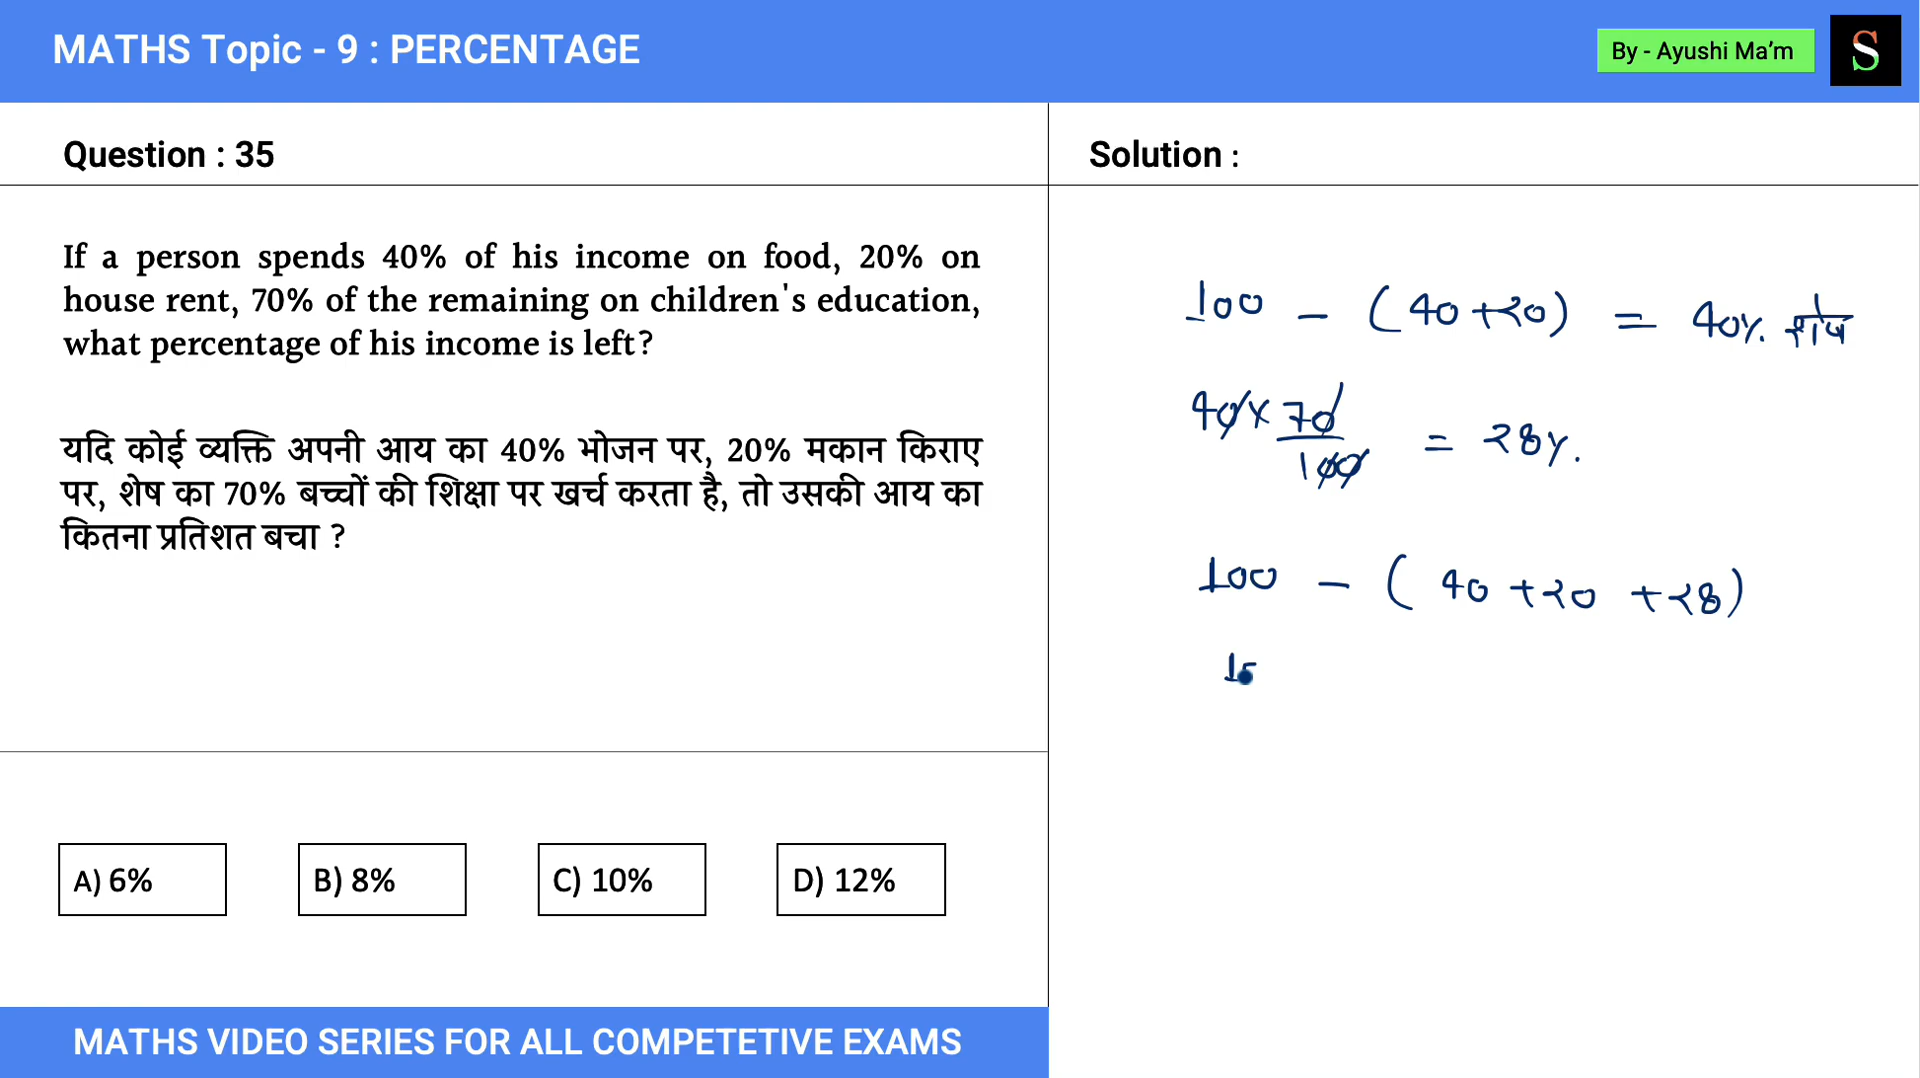 MATHS Topic - 9 : PERCENTAGE
By - Ayushi Ma’m
S
Question : 35
If a person spends 40% of his income on food, 20% on
house rent, 70% of the remaining on children's education,
what percentage of his income is left?
यदि कोई व्यक्ति अपनी आय का 40% भोजन पर, 20% मकान किराए
पर, शेष का 70% बच्चों की शिक्षा पर खर्च करता है, तो उसकी आय का
कितना प्रतिशत बचा ?
A) 6%
B) 8%
C) 10%
D) 12%
MATHS VIDEO SERIES FOR ALL COMPETETIVE EXAMS
Solution :
100 - (40+20) = 40% शेष
40 x 70/100 = 28%.
100 - (40 +20 +28)